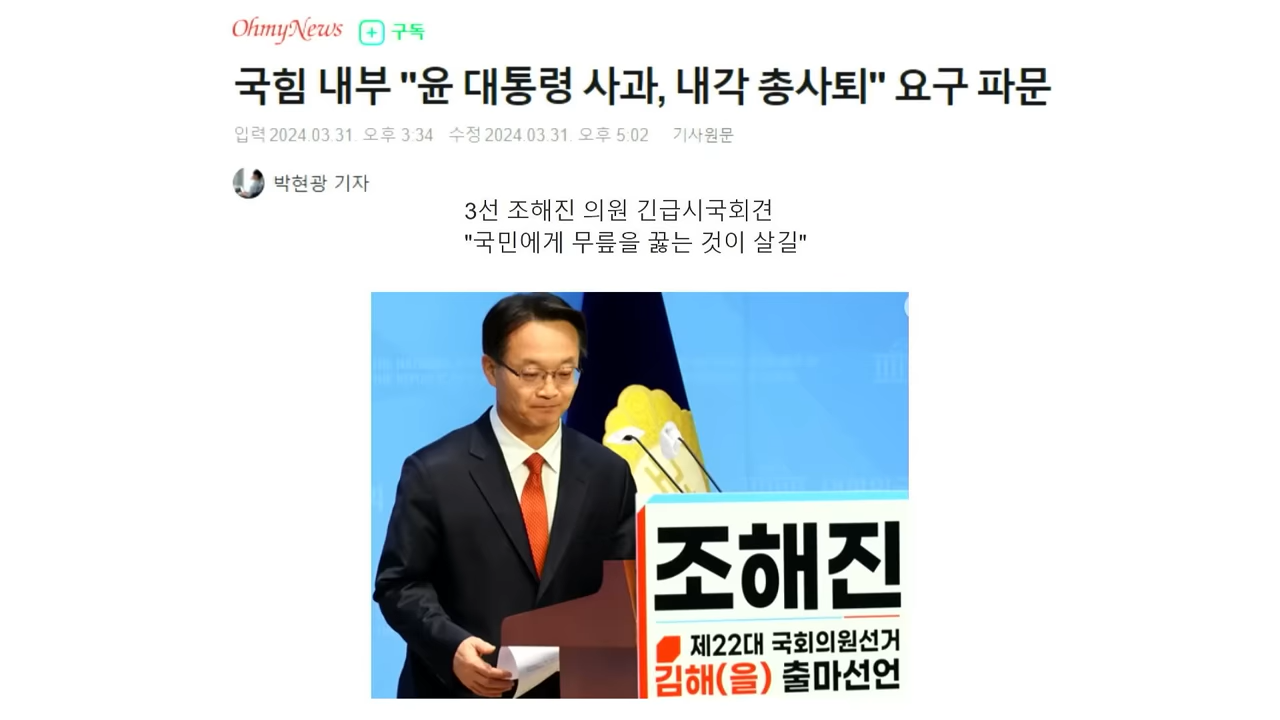 OhmyNews + 구독
국힘 내부 "윤 대통령 사과, 내각 총사퇴" 요구 파문
입력 2024.03.31. 오후 3:34 수정 2024.03.31. 오후 5:02 기사원문
박현광 기자
3선 조해진 의원 긴급시국회견
"국민에게 무릎을 꿇는 것이 살길"
조해진
제22대 국회의원선거
김해(을) 출마선언